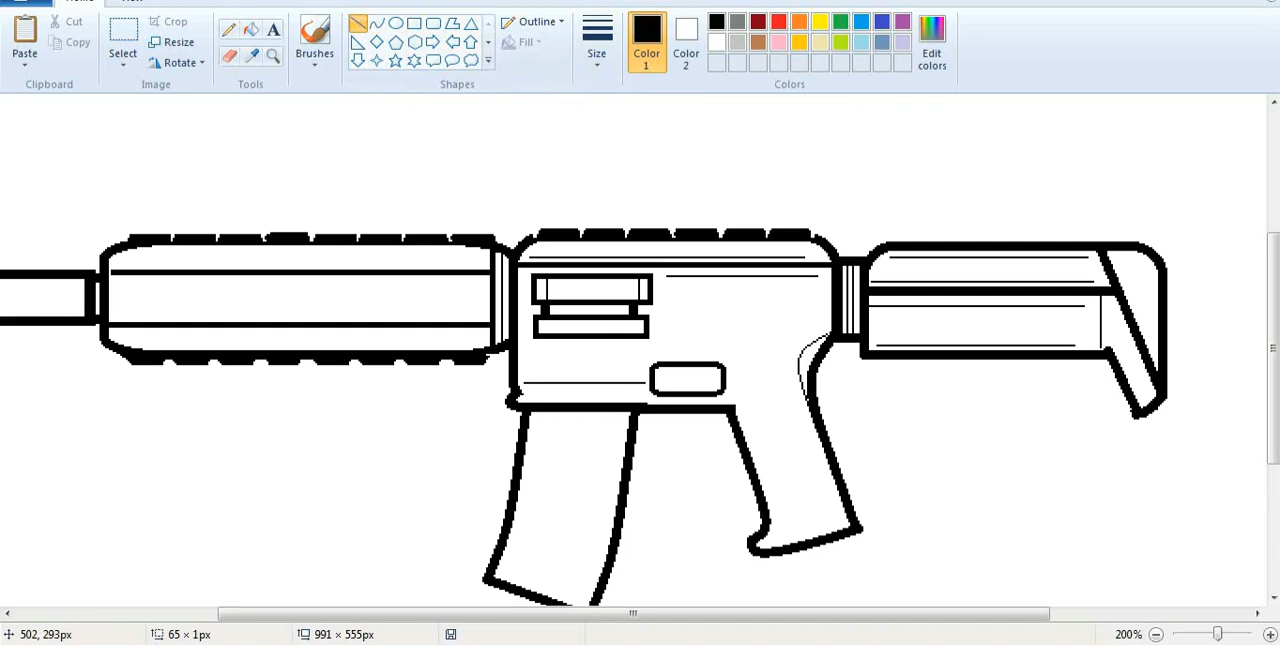 Cut
Crop
Outline
Copy
Resize
Fill
Paste
Select
Rotate
A
Brushes
Size
Color 1
Color 2
Edit colors
Clipboard
Image
Tools
Shapes
Colors
502, 293px
65 × 1px
991 × 555px
200%